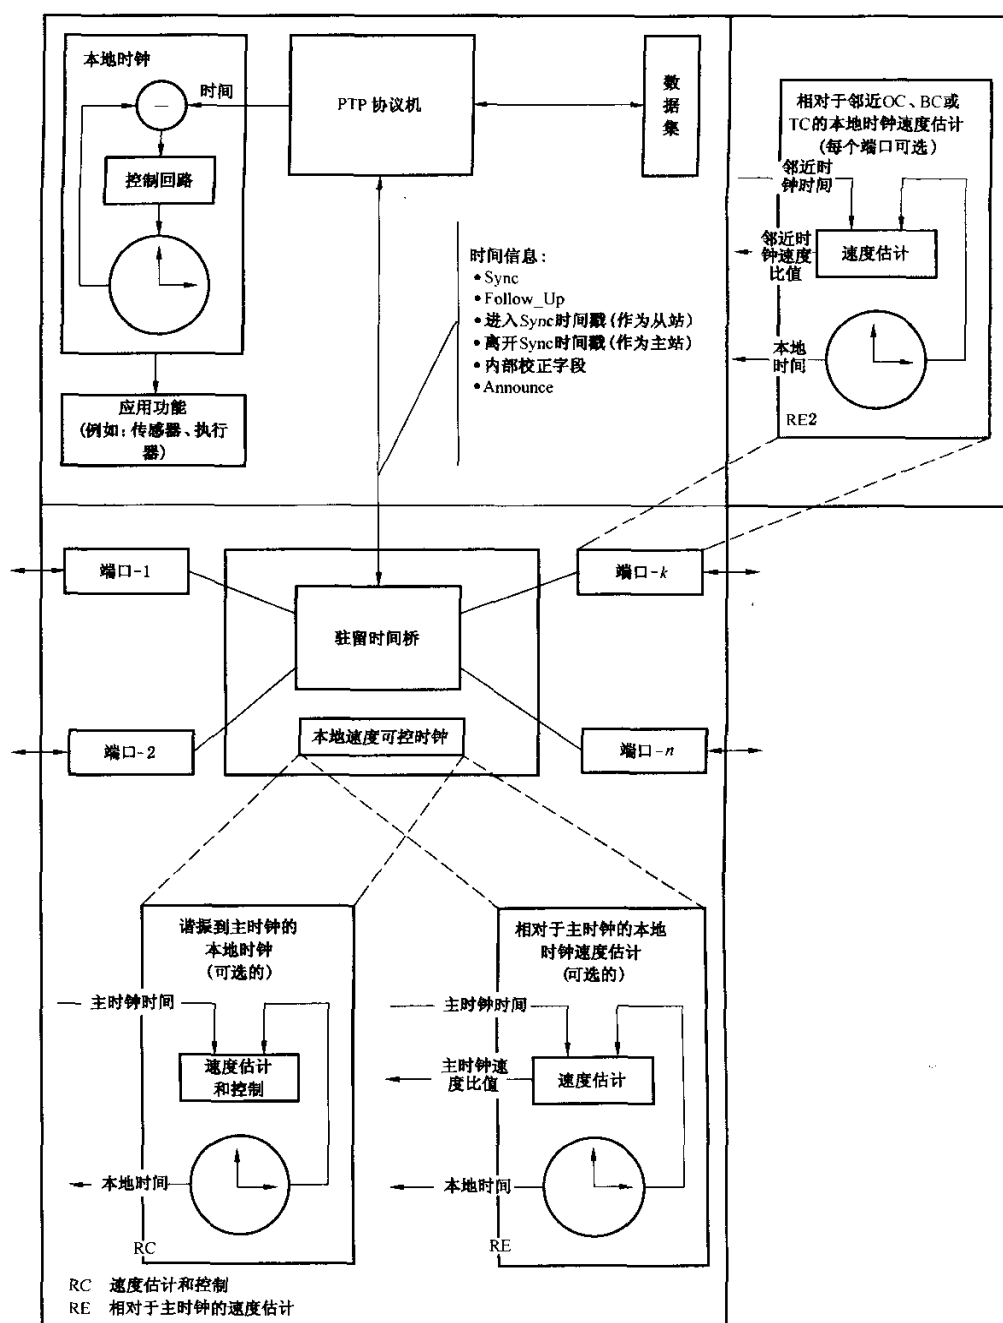 本地时钟
时间
—
控制回路
应用功能
(例如:传感器、执行
器)
PTP 协议机
数
据
集
时间信息:
●Sync
●Follow_Up
●进入Sync时间戳(作为从站)
●离开Sync时间戳(作为主站)
●内部校正字段
●Announce
相对于邻近OC、BC或
TC的本地时钟速度估计
(每个端口可选)
邻近时
钟时间
邻近时
钟速度
比值
速度估计
本地
时间
RE2
端口-1
端口-k
驻留时间桥
端口-2
本地速度可控时钟
端口-n
谐振到主时钟的
本地时钟
(可选的)
主时钟时间
速度估计
和控制
本地时间
RC
相对于主时钟的本地
时钟速度估计
(可选的)
主时钟时间
主时钟速
度比值
速度估计
本地时间
RE
RC 速度估计和控制
RE 相对于主时钟的速度估计